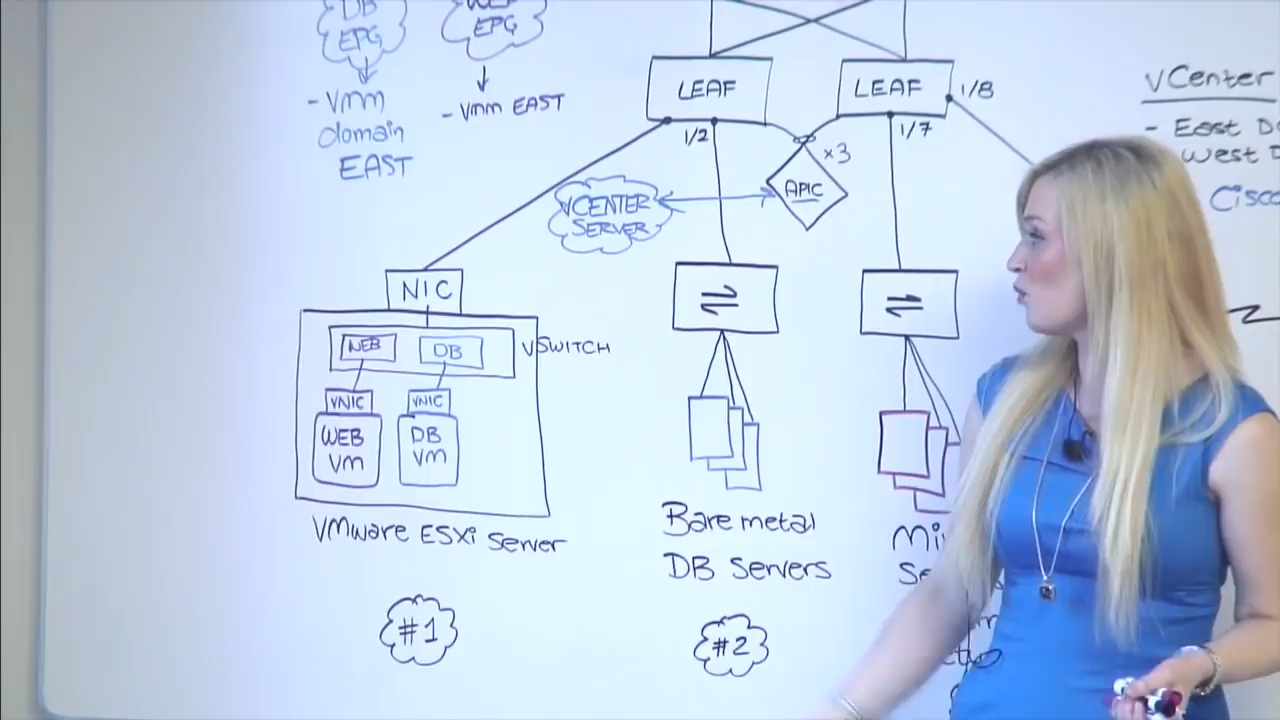 DB
EPG
WEB
EPG
- Vmm
domain
EAST
- Vmm EAST
LEAF
LEAF
1/8
1/2
1/7
x3
APIC
VCENTER
SERVER
VCenter
- East
West
Cisco
NIC
WEB
DB
VSWITCH
VNIC
VNIC
WEB
VM
DB
VM
VMware ESXi Server
Bare metal
DB Servers
#1
#2